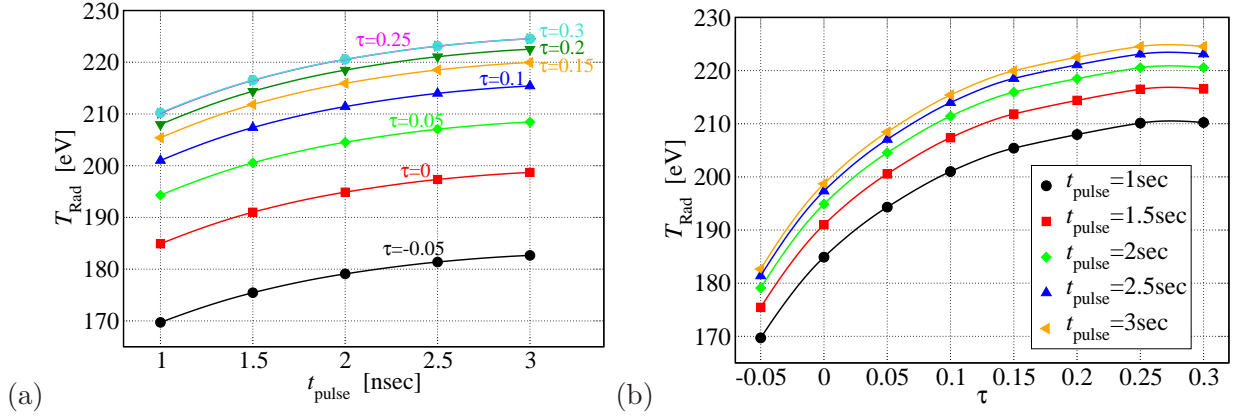 230
220
210
200
190
180
170
T_Rad [eV]
τ=0.25
τ=0.3
τ=0.2
τ=0.15
τ=0.1
τ=0.05
τ=0
τ=-0.05
1 1.5 2 2.5 3
t_pulse [nsec]
(a)
230
220
210
200
190
180
170
T_Rad [eV]
t_pulse=1sec
t_pulse=1.5sec
t_pulse=2sec
t_pulse=2.5sec
t_pulse=3sec
-0.05 0 0.05 0.1 0.15 0.2 0.25 0.3
τ
(b)